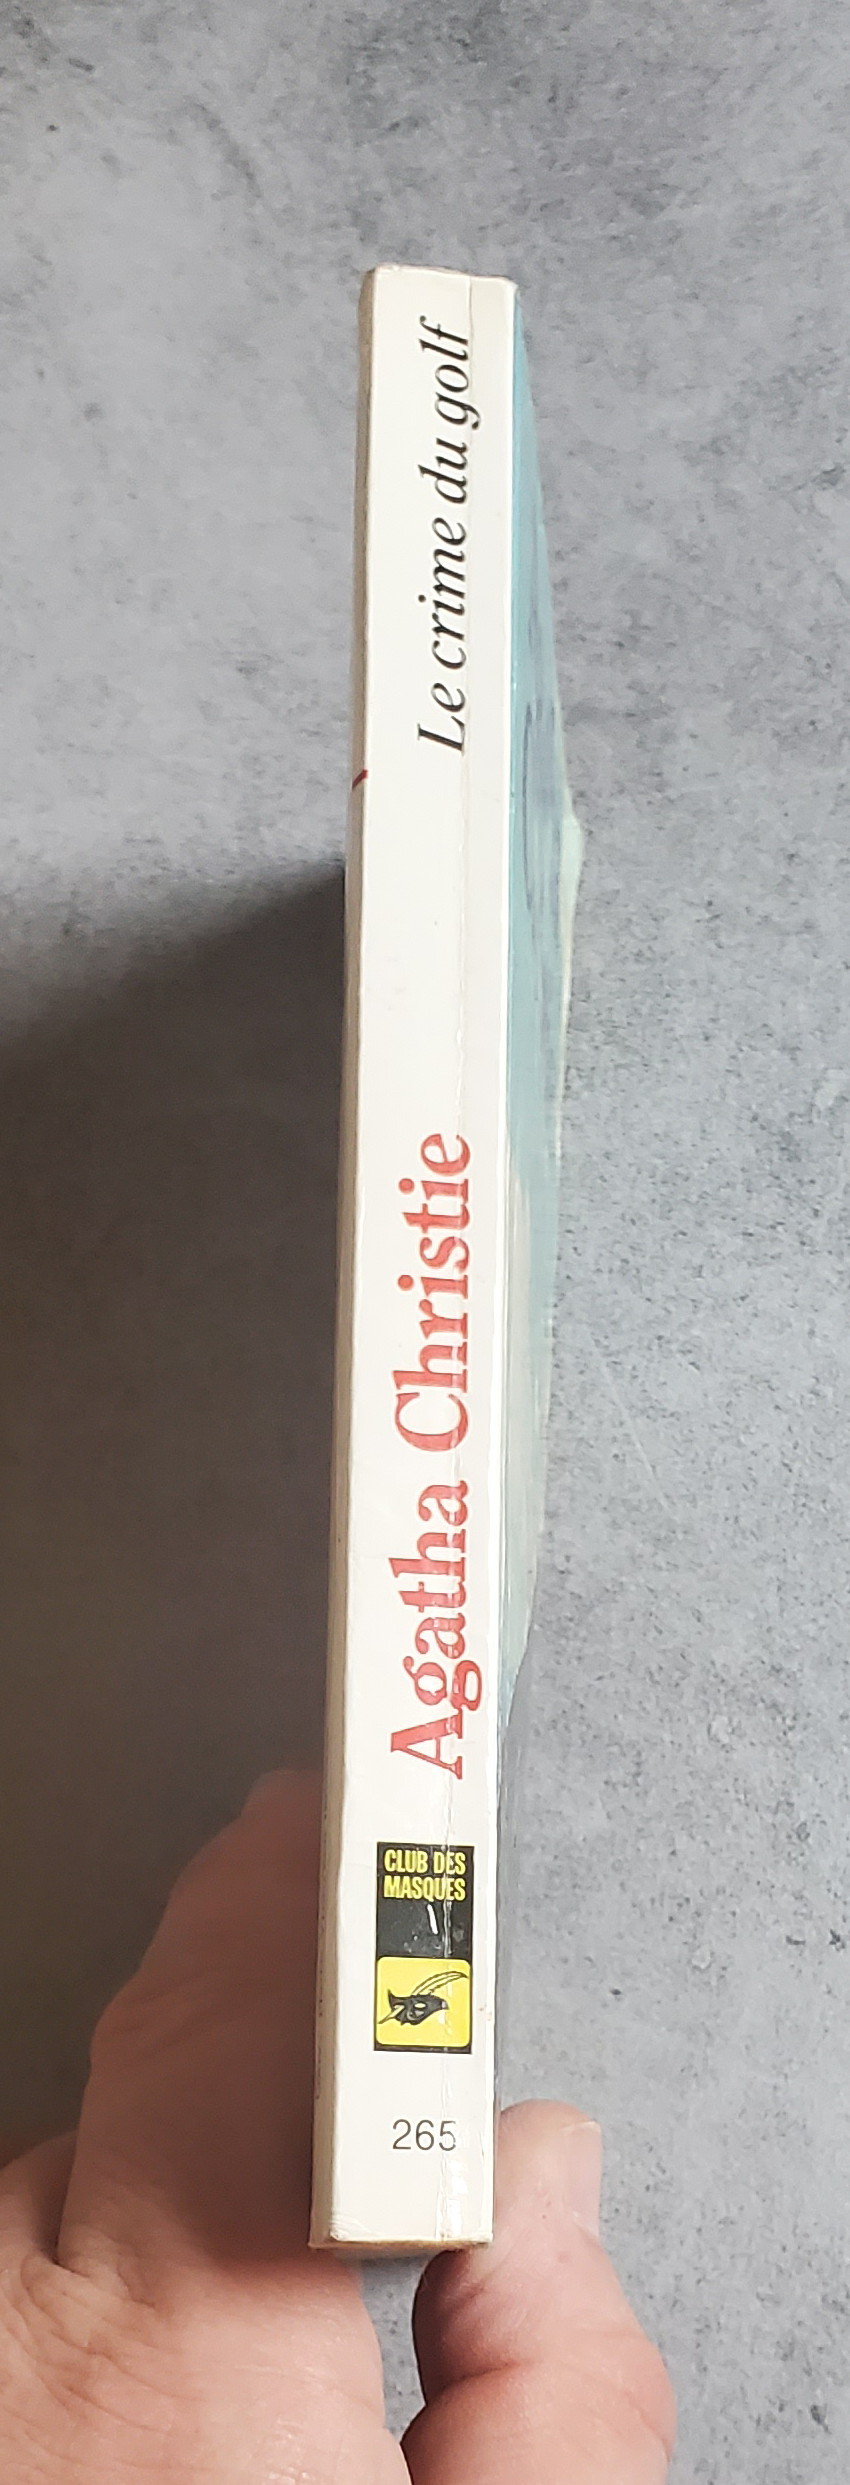 Le crime du golf
Agatha Christie
CLUB DES
MASQUES
265